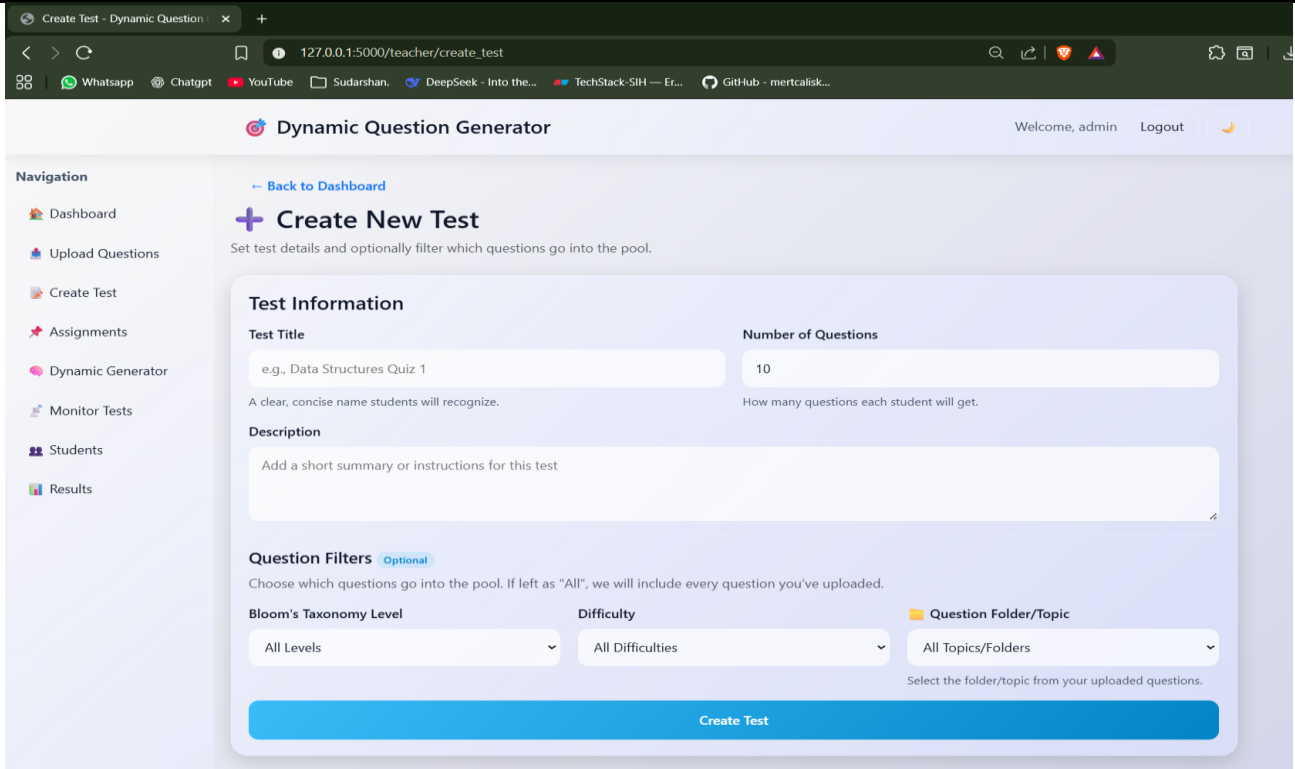 Create Test - Dynamic Question
127.0.0.1:5000/teacher/create_test
Whatsapp Chatgpt YouTube Sudarshan. DeepSeek - Into the... TechStack-SIH — Er... GitHub - mertcalisk...
Dynamic Question Generator
Welcome, admin Logout
Navigation
Dashboard
Upload Questions
Create Test
Assignments
Dynamic Generator
Monitor Tests
Students
Results
← Back to Dashboard
Create New Test
Set test details and optionally filter which questions go into the pool.
Test Information
Test Title
e.g., Data Structures Quiz 1
A clear, concise name students will recognize.
Number of Questions
10
How many questions each student will get.
Description
Add a short summary or instructions for this test
Question Filters Optional
Choose which questions go into the pool. If left as "All", we will include every question you've uploaded.
Bloom's Taxonomy Level
All Levels
Difficulty
All Difficulties
Question Folder/Topic
All Topics/Folders
Select the folder/topic from your uploaded questions.
Create Test